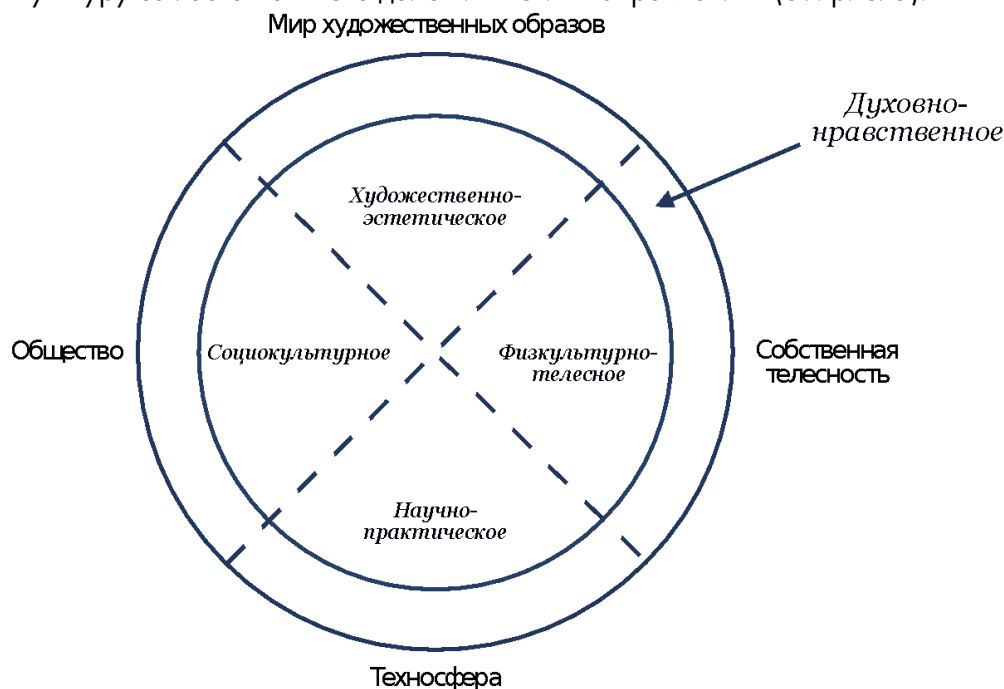 Мир художественных образов
Духовно-
нравственное
Художественно-
эстетическое
Общество
Социокультурное
Физкультурно-
телесное
Собственная
телесность
Научно-
практическое
Техносфера